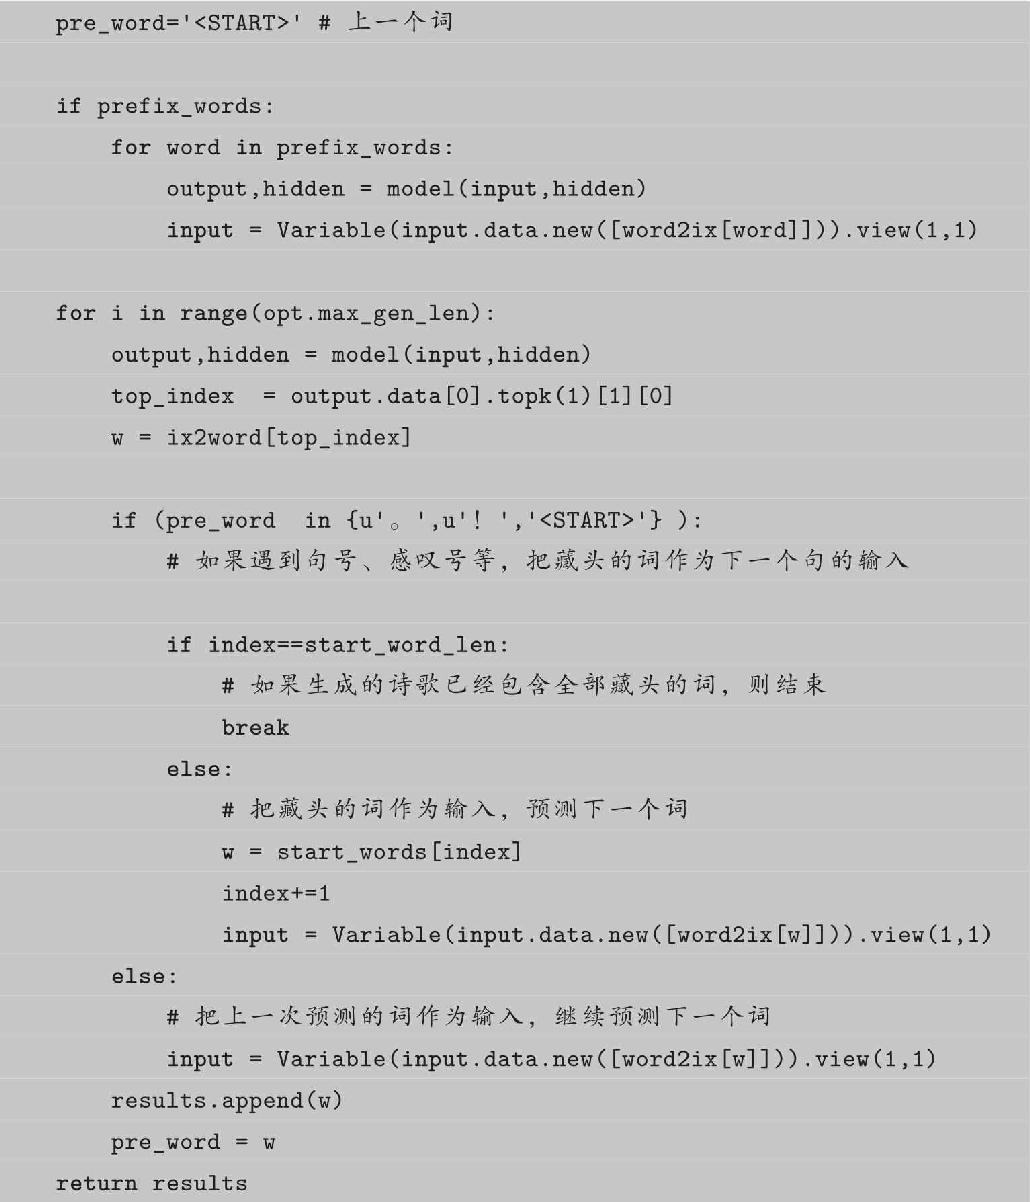 pre_word='<START>' # 上一个词
if prefix_words:
for word in prefix_words:
output,hidden = model(input,hidden)
input = Variable(input.data.new([word2ix[word]])).view(1,1)
for i in range(opt.max_gen_len):
output,hidden = model(input,hidden)
top_index  = output.data[0].topk(1)[1][0]
w = ix2word[top_index]
if (pre_word  in {u'。',u'！','<START>'} ):
# 如果遇到句号、感叹号等，把藏头的词作为下一个句的输入
if index==start_word_len:
# 如果生成的诗歌已经包含全部藏头的词，则结束
break
else:
# 把藏头的词作为输入，预测下一个词
w = start_words[index]
index+=1
input = Variable(input.data.new([word2ix[w]])).view(1,1)
else:
# 把上一次预测的词作为输入，继续预测下一个词
input = Variable(input.data.new([word2ix[w]])).view(1,1)
results.append(w)
pre_word = w
return results